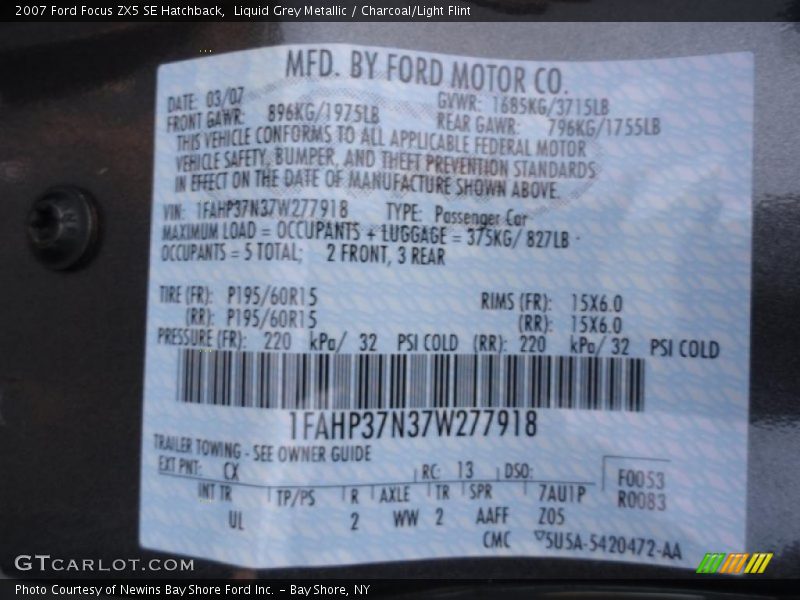 2007 Ford Focus ZX5 SE Hatchback,  Liquid Grey Metallic / Charcoal/Light Flint
MFD. BY FORD MOTOR CO.
DATE: 03/07 GVWR: 1685KG/3715LB
FRONT GAWR: 896KG/1975LB REAR GAWR: 796KG/1755LB
THIS VEHICLE CONFORMS TO ALL APPLICABLE FEDERAL MOTOR
VEHICLE SAFETY, BUMPER, AND THEFT PREVENTION STANDARDS
IN EFFECT ON THE DATE OF MANUFACTURE SHOWN ABOVE.
VIN: 1FAHP37N37W277918 TYPE: Passenger Car
MAXIMUM LOAD = OCCUPANTS + LUGGAGE = 375KG/ 827LB
OCCUPANTS = 5 TOTAL; 2 FRONT, 3 REAR
TIRE (FR): P195/60R15 RIMS (FR): 15X6.0
(RR): P195/60R15 (RR): 15X6.0
PRESSURE (FR): 220 kPa/ 32 PSI COLD (RR): 220 kPa/ 32 PSI COLD
1FAHP37N37W277918
TRAILER TOWING - SEE OWNER GUIDE
EXT PNT: CX RC: 13 DSO: F0053
INT TR TP/PS R AXLE TR SPR 7AU1P R0083
UL 2 WW 2 AAFF Z05
CMC 5U5A-5420472-AA
GTCARLOT.COM
Photo Courtesy of Newins Bay Shore Ford Inc. – Bay Shore, NY